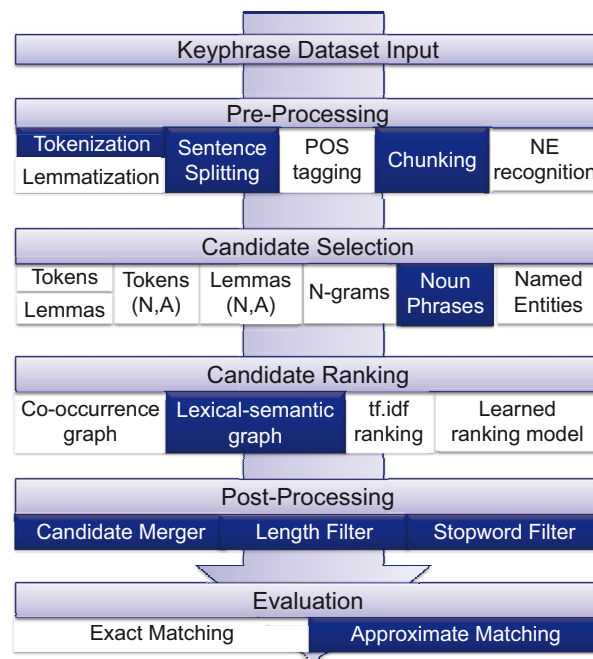 Keyphrase Dataset Input
Pre-Processing
Tokenization
Lemmatization
Sentence
Splitting
POS
tagging
Chunking
NE
recognition
Candidate Selection
Tokens
Lemmas
Tokens
(N,A)
Lemmas
(N,A)
N-grams
Noun
Phrases
Named
Entities
Candidate Ranking
Co-occurrence
graph
Lexical-semantic
graph
tf.idf
ranking
Learned
ranking model
Post-Processing
Candidate Merger
Length Filter
Stopword Filter
Evaluation
Exact Matching
Approximate Matching